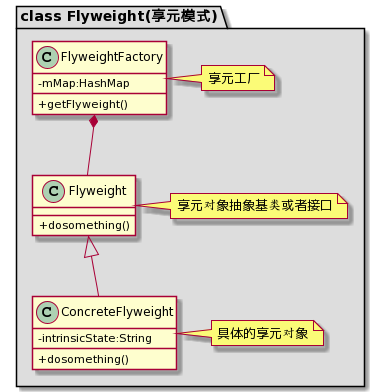 class Flyweight(享元模式)
C FlyweightFactory
-mMap:HashMap
+getFlyweight()
享元工厂
C Flyweight
+dosomething()
享元对象抽象基类或者接口
C ConcreteFlyweight
-intrinsicState:String
+dosomething()
具体的享元对象